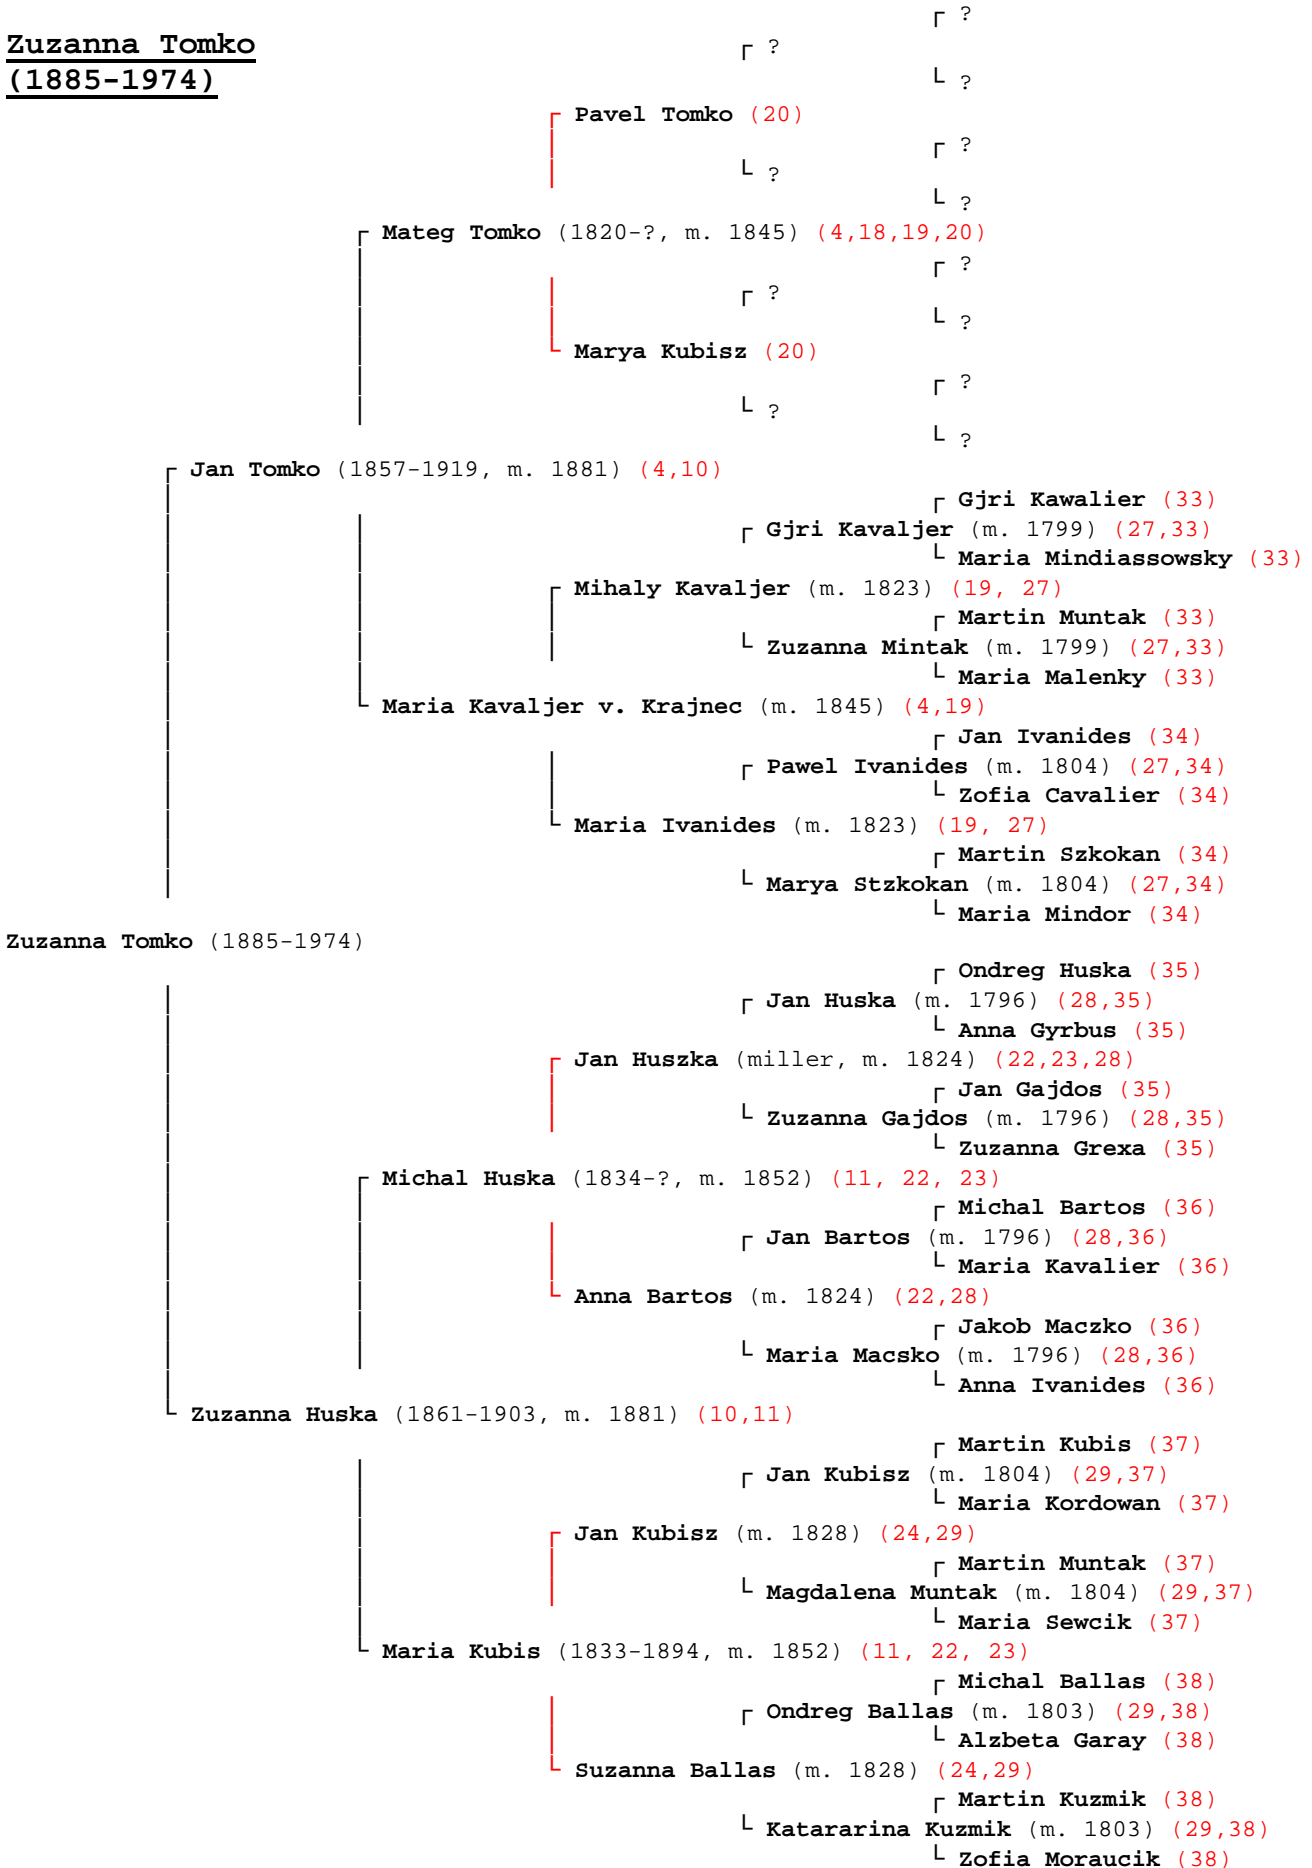 ┌ ?
Zuzanna Tomko
┌ ?
(1885-1974)
└ ?
┌ Pavel Tomko (20)
┌ ?
└ ?
└ ?
┌ Mateg Tomko (1820-?, m. 1845) (4,18,19,20)
┌ ?
┌ ?
└ ?
└ Marya Kubisz (20)
┌ ?
└ ?
└ ?
┌ Jan Tomko (1857-1919, m. 1881) (4,10)
┌ Gjri Kawalier (33)
┌ Gjri Kavaljer (m. 1799) (27,33)
└ Maria Mindiassowsky (33)
┌ Mihaly Kavaljer (m. 1823) (19, 27)
┌ Martin Muntak (33)
└ Zuzanna Mintak (m. 1799) (27,33)
└ Maria Malenky (33)
└ Maria Kavaljer v. Krajnec (m. 1845) (4,19)
┌ Jan Ivanides (34)
┌ Pawel Ivanides (m. 1804) (27,34)
└ Zofia Cavalier (34)
└ Maria Ivanides (m. 1823) (19, 27)
┌ Martin Szkokan (34)
└ Marya Stzkokan (m. 1804) (27,34)
└ Maria Mindor (34)
Zuzanna Tomko (1885-1974)
┌ Ondreg Huska (35)
┌ Jan Huska (m. 1796) (28,35)
└ Anna Gyrbus (35)
┌ Jan Huszka (miller, m. 1824) (22,23,28)
┌ Jan Gajdos (35)
└ Zuzanna Gajdos (m. 1796) (28,35)
└ Zuzanna Grexa (35)
┌ Michal Huska (1834-?, m. 1852) (11, 22, 23)
┌ Michal Bartos (36)
┌ Jan Bartos (m. 1796) (28,36)
└ Maria Kavalier (36)
└ Anna Bartos (m. 1824) (22,28)
┌ Jakob Maczko (36)
└ Maria Macsko (m. 1796) (28,36)
└ Anna Ivanides (36)
└ Zuzanna Huska (1861-1903, m. 1881) (10,11)
┌ Martin Kubis (37)
┌ Jan Kubisz (m. 1804) (29,37)
└ Maria Kordowan (37)
┌ Jan Kubisz (m. 1828) (24,29)
┌ Martin Muntak (37)
└ Magdalena Muntak (m. 1804) (29,37)
└ Maria Sewcik (37)
└ Maria Kubis (1833-1894, m. 1852) (11, 22, 23)
┌ Michal Ballas (38)
┌ Ondreg Ballas (m. 1803) (29,38)
└ Alzbeta Garay (38)
└ Suzanna Ballas (m. 1828) (24,29)
┌ Martin Kuzmik (38)
└ Katararina Kuzmik (m. 1803) (29,38)
└ Zofia Moraucik (38)